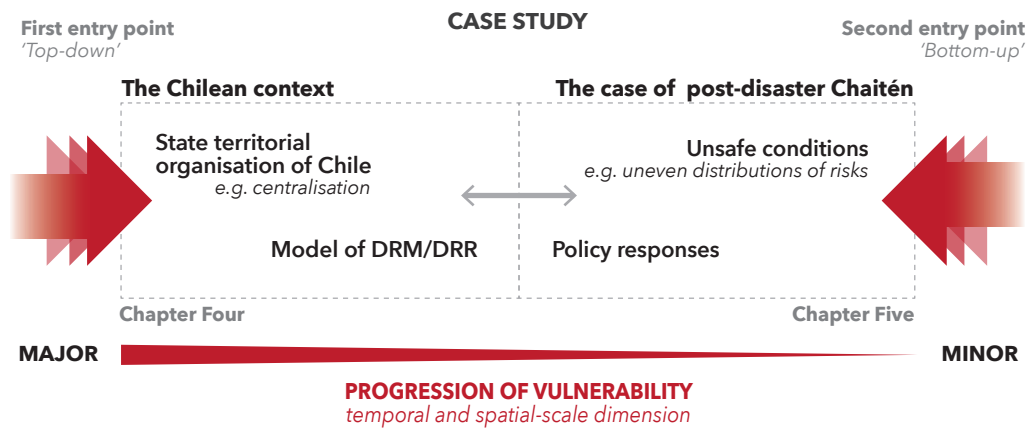 CASE STUDY
First entry point
'Top-down'
Second entry point
'Bottom-up'
The Chilean context
The case of post-disaster Chaitén
State territorial
organisation of Chile
e.g. centralisation
Unsafe conditions
e.g. uneven distributions of risks
Model of DRM/DRR
Policy responses
Chapter Four
Chapter Five
MAJOR
MINOR
PROGRESSION OF VULNERABILITY
temporal and spatial-scale dimension